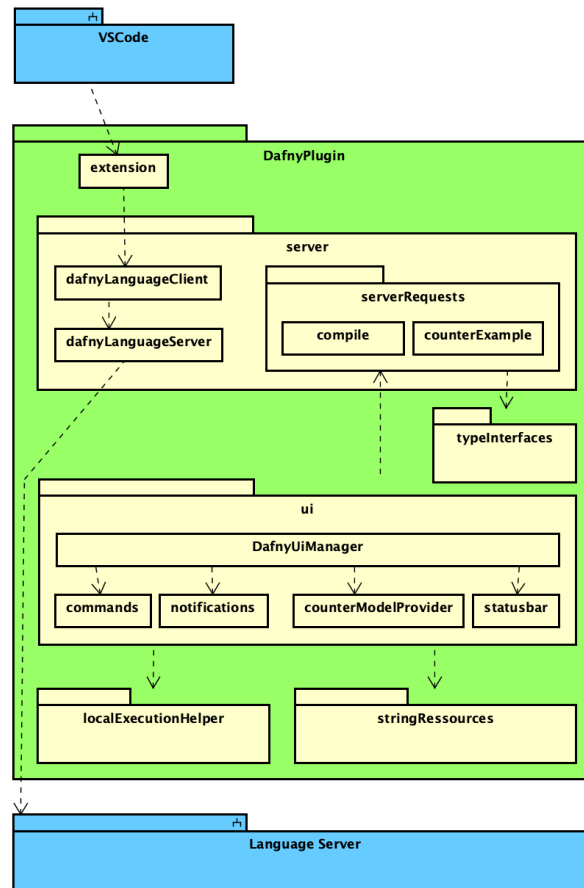 VSCode
DafnyPlugin
extension
server
dafnyLanguageClient
serverRequests
compile
counterExample
dafnyLanguageServer
typeInterfaces
ui
DafnyUiManager
commands
notifications
counterModelProvider
statusbar
localExecutionHelper
stringRessources
Language Server